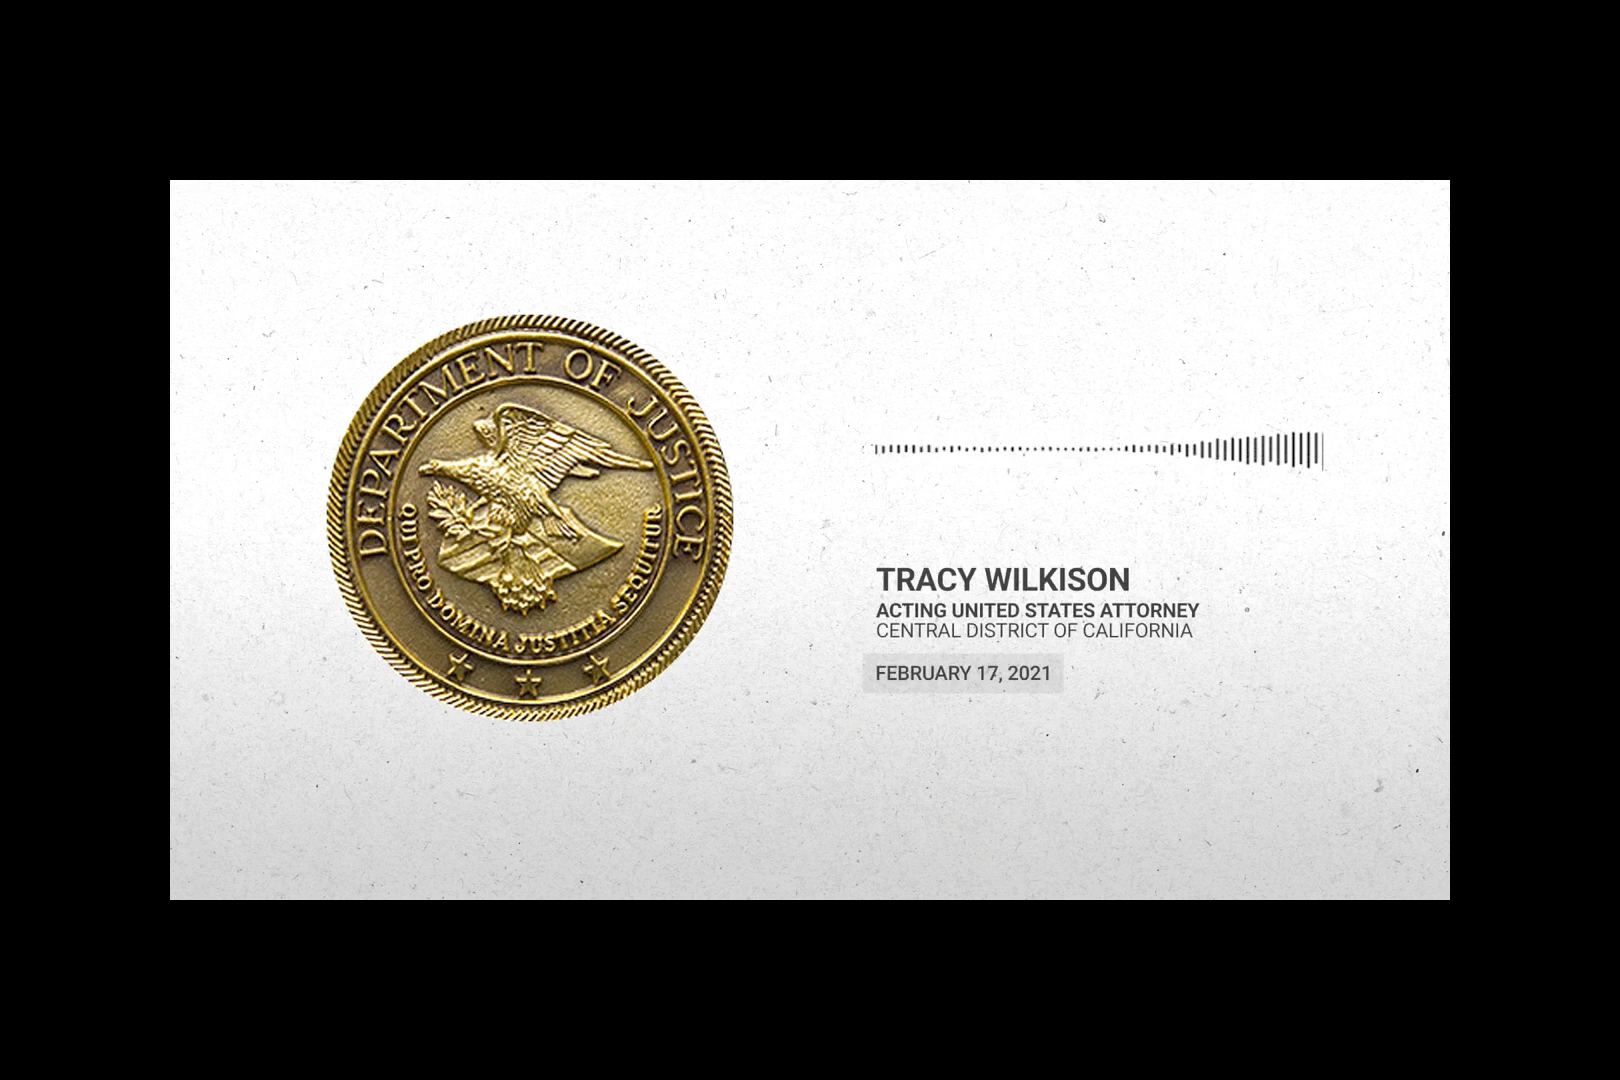 DEPARTMENT OF JUSTICE
QUI PRO DOMINA JUSTITIA SEQUITUR
TRACY WILKISON
ACTING UNITED STATES ATTORNEY
CENTRAL DISTRICT OF CALIFORNIA
FEBRUARY 17, 2021